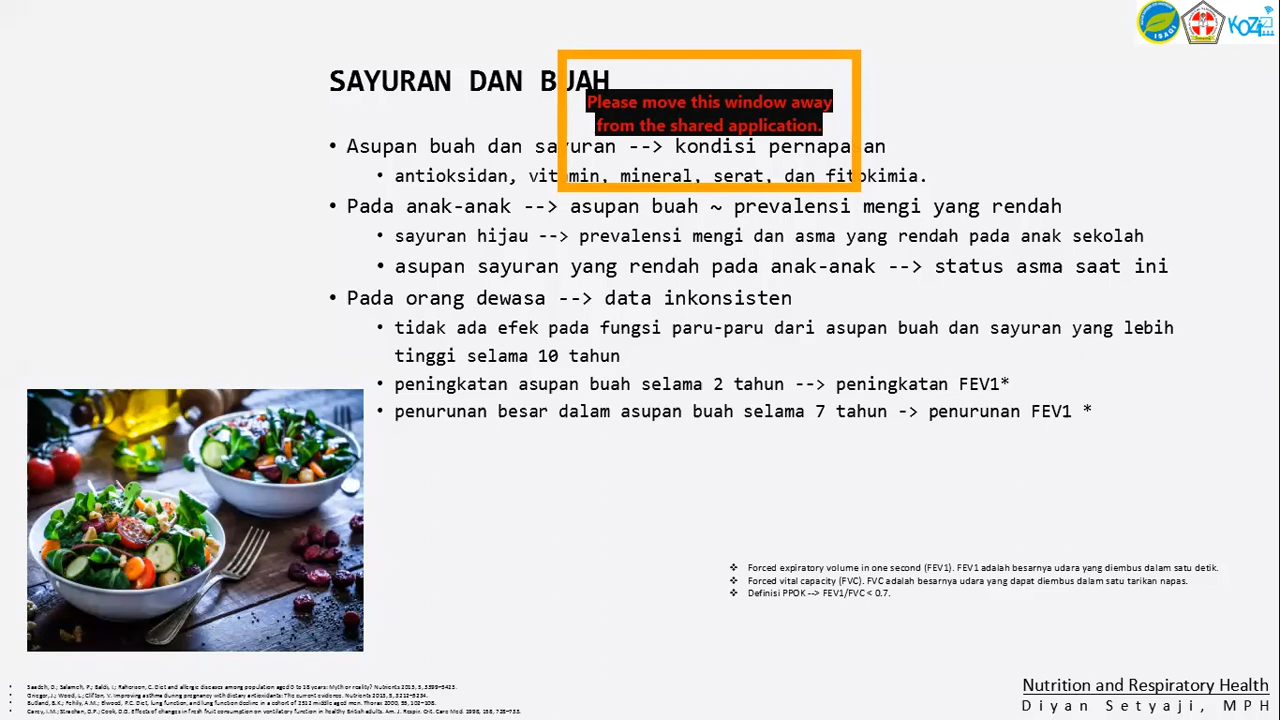 SAYURAN DAN BUAH
Please move this window away
from the shared application.
• Asupan buah dan sayuran --> kondisi pernapasan
• antioksidan, vitamin, mineral, serat, dan fitokimia.
• Pada anak-anak --> asupan buah ~ prevalensi mengi yang rendah
• sayuran hijau --> prevalensi mengi dan asma yang rendah pada anak sekolah
• asupan sayuran yang rendah pada anak-anak --> status asma saat ini
• Pada orang dewasa --> data inkonsisten
• tidak ada efek pada fungsi paru-paru dari asupan buah dan sayuran yang lebih
tinggi selama 10 tahun
• peningkatan asupan buah selama 2 tahun --> peningkatan FEV1*
• penurunan besar dalam asupan buah selama 7 tahun -> penurunan FEV1 *
❖ Forced expiratory volume in one second (FEV1). FEV1 adalah besarnya udara yang diembus dalam satu detik.
❖ Forced vital capacity (FVC). FVC adalah besarnya udara yang dapat diembus dalam satu tarikan napas.
❖ Definisi PPOK --> FEV1/FVC < 0.7.
Nutrition and Respiratory Health
Diyan Setyaji, MPH